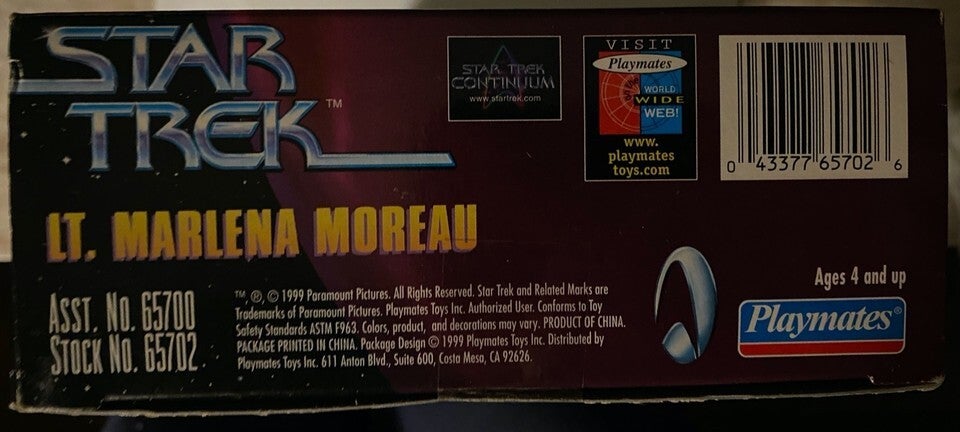 STAR
TREK™
STAR TREK
CONTINUUM
www.startrek.com
VISIT
Playmates
WORLD
WIDE
WEB!
www.
playmates
toys.com
0 43377 65702 6
LT. MARLENA MOREAU
ASST. NO. 65700
STOCK NO. 65702
™, ®, © 1999 Paramount Pictures. All Rights Reserved. Star Trek and Related Marks are
Trademarks of Paramount Pictures. Playmates Toys Inc. Authorized User. Conforms to Toy
Safety Standards ASTM F963. Colors, product, and decorations may vary. PRODUCT OF CHINA.
PACKAGE PRINTED IN CHINA. Package Design © 1999 Playmates Toys Inc. Distributed by
Playmates Toys Inc. 611 Anton Blvd., Suite 600, Costa Mesa, CA 92626.
Ages 4 and up
Playmates®